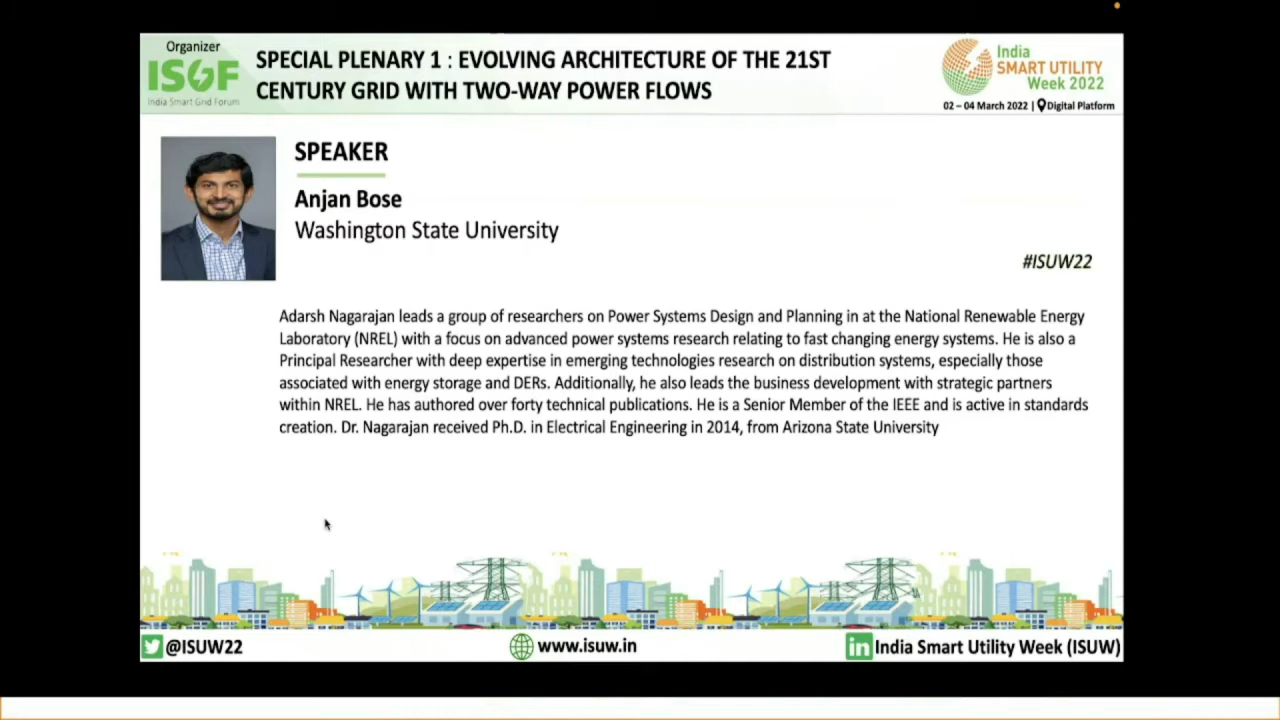 Organizer
ISGF
India Smart Grid Forum
SPECIAL PLENARY 1 : EVOLVING ARCHITECTURE OF THE 21ST
CENTURY GRID WITH TWO-WAY POWER FLOWS
India
SMART UTILITY
Week 2022
02 – 04 March 2022 | Digital Platform
SPEAKER
Anjan Bose
Washington State University
#ISUW22
Adarsh Nagarajan leads a group of researchers on Power Systems Design and Planning in at the National Renewable Energy
Laboratory (NREL) with a focus on advanced power systems research relating to fast changing energy systems. He is also a
Principal Researcher with deep expertise in emerging technologies research on distribution systems, especially those
associated with energy storage and DERs. Additionally, he also leads the business development with strategic partners
within NREL. He has authored over forty technical publications. He is a Senior Member of the IEEE and is active in standards
creation. Dr. Nagarajan received Ph.D. in Electrical Engineering in 2014, from Arizona State University
@ISUW22
www.isuw.in
in India Smart Utility Week (ISUW)